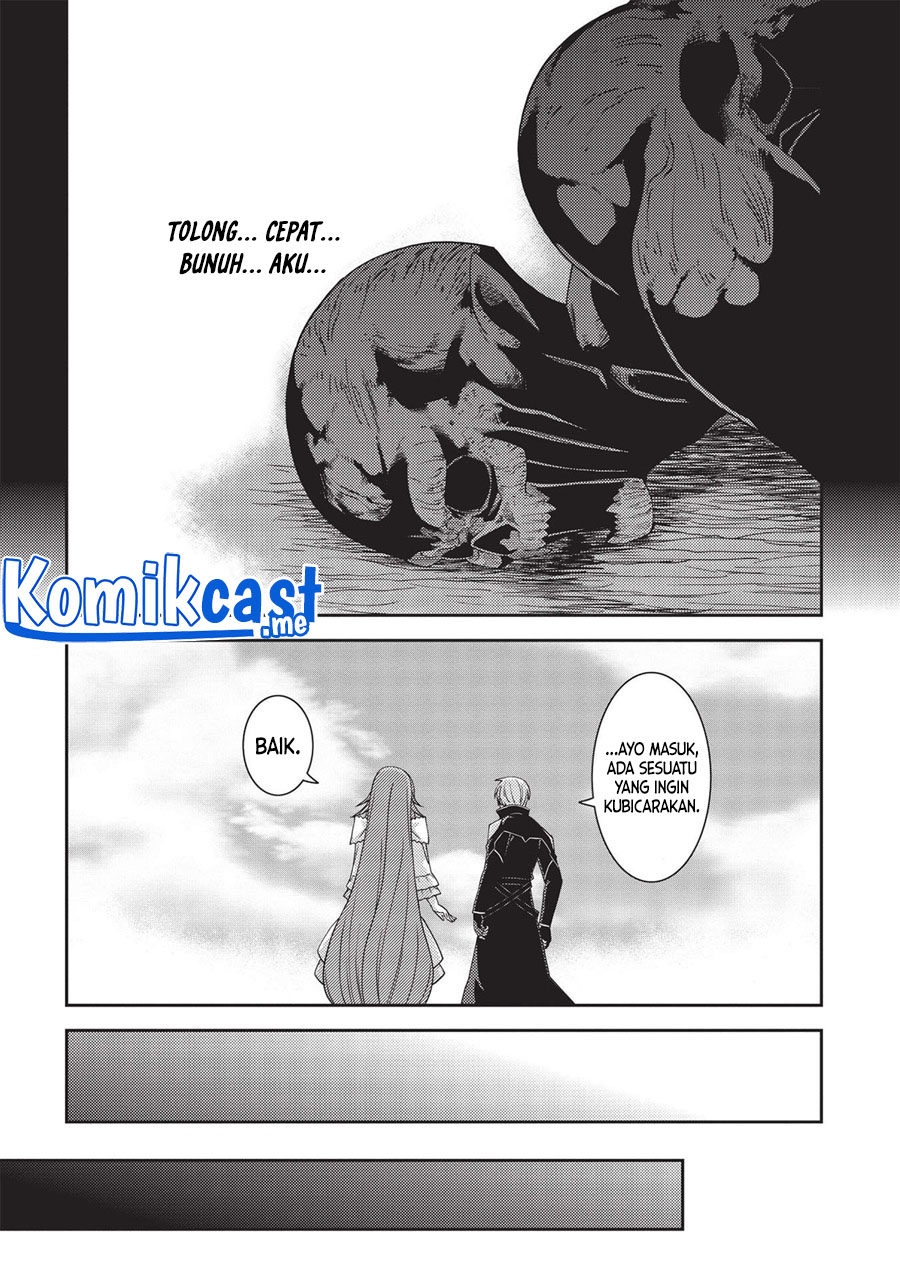 TOLONG... CEPAT...
BUNUH... AKU...
Komikcast
.me
...AYO MASUK,
ADA SESUATU
YANG INGIN
KUBICARAKAN.
BAIK.